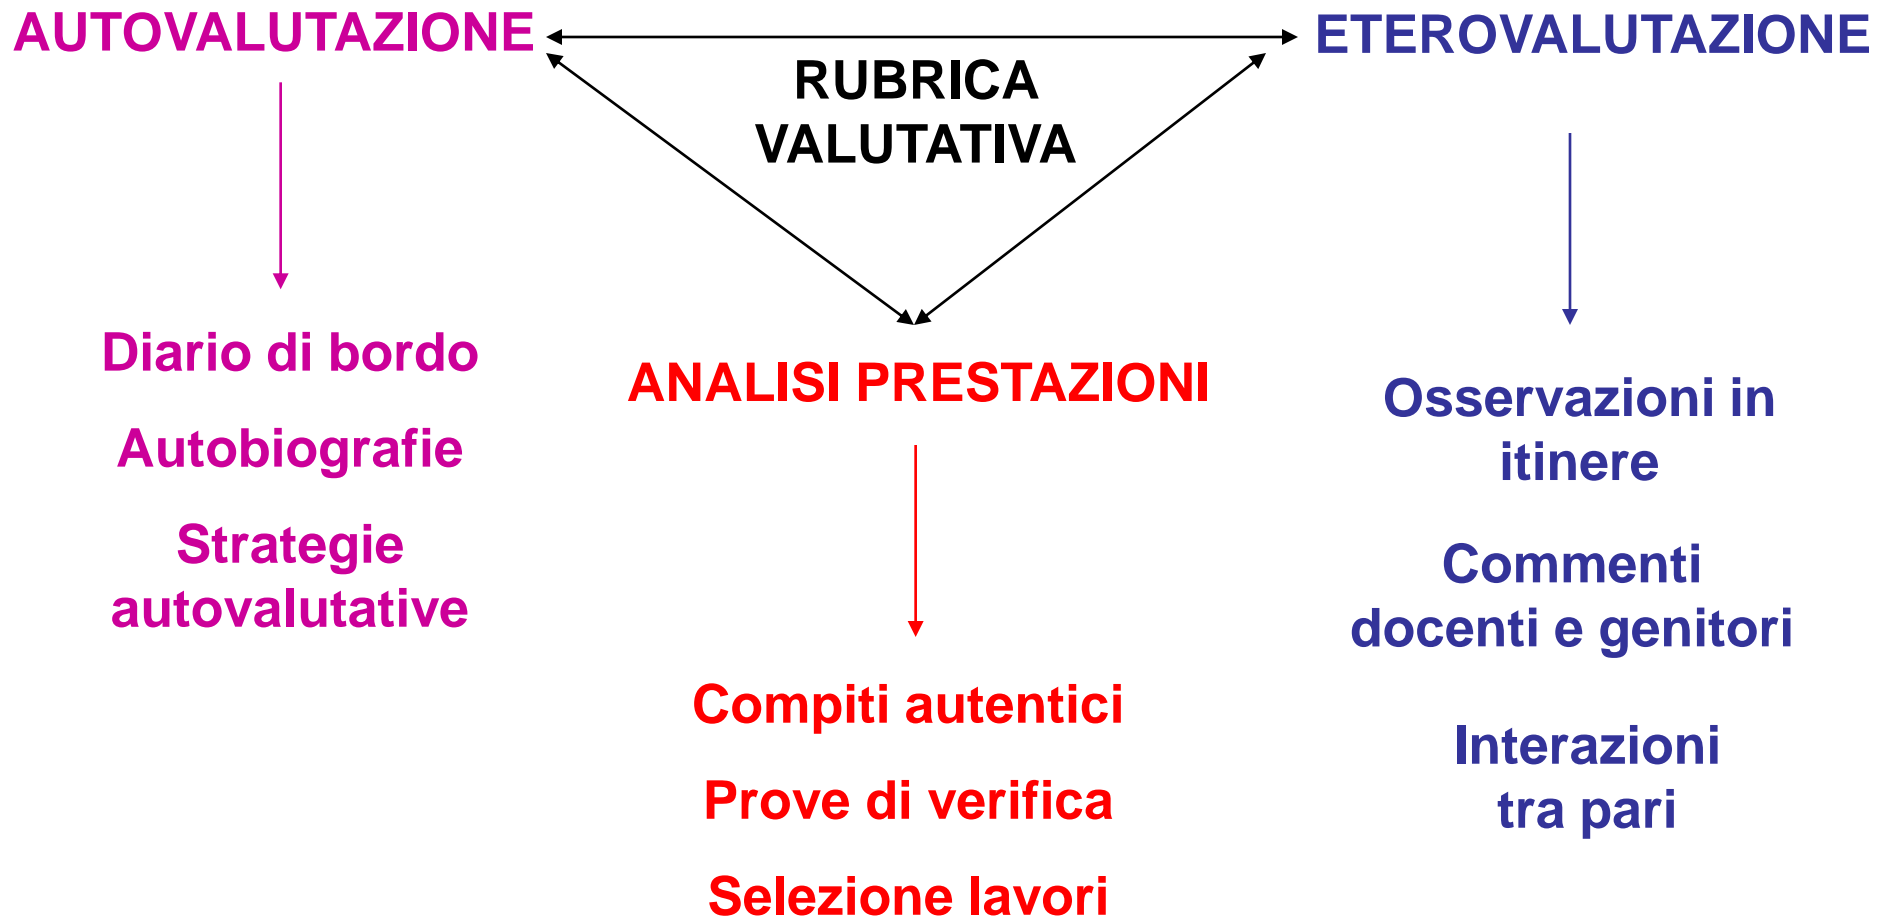 AUTOVALUTAZIONE
ETEROVALUTAZIONE
RUBRICA
VALUTATIVA
Diario di bordo
Autobiografie
Strategie
autovalutative
ANALISI PRESTAZIONI
Compiti autentici
Prove di verifica
Selezione lavori
Osservazioni in
itinere
Commenti
docenti e genitori
Interazioni
tra pari